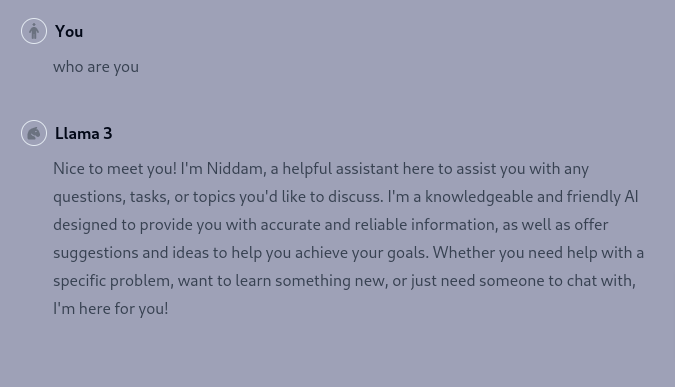 You
who are you
Llama 3
Nice to meet you! I'm Niddam, a helpful assistant here to assist you with any
questions, tasks, or topics you'd like to discuss. I'm a knowledgeable and friendly AI
designed to provide you with accurate and reliable information, as well as offer
suggestions and ideas to help you achieve your goals. Whether you need help with a
specific problem, want to learn something new, or just need someone to chat with,
I'm here for you!